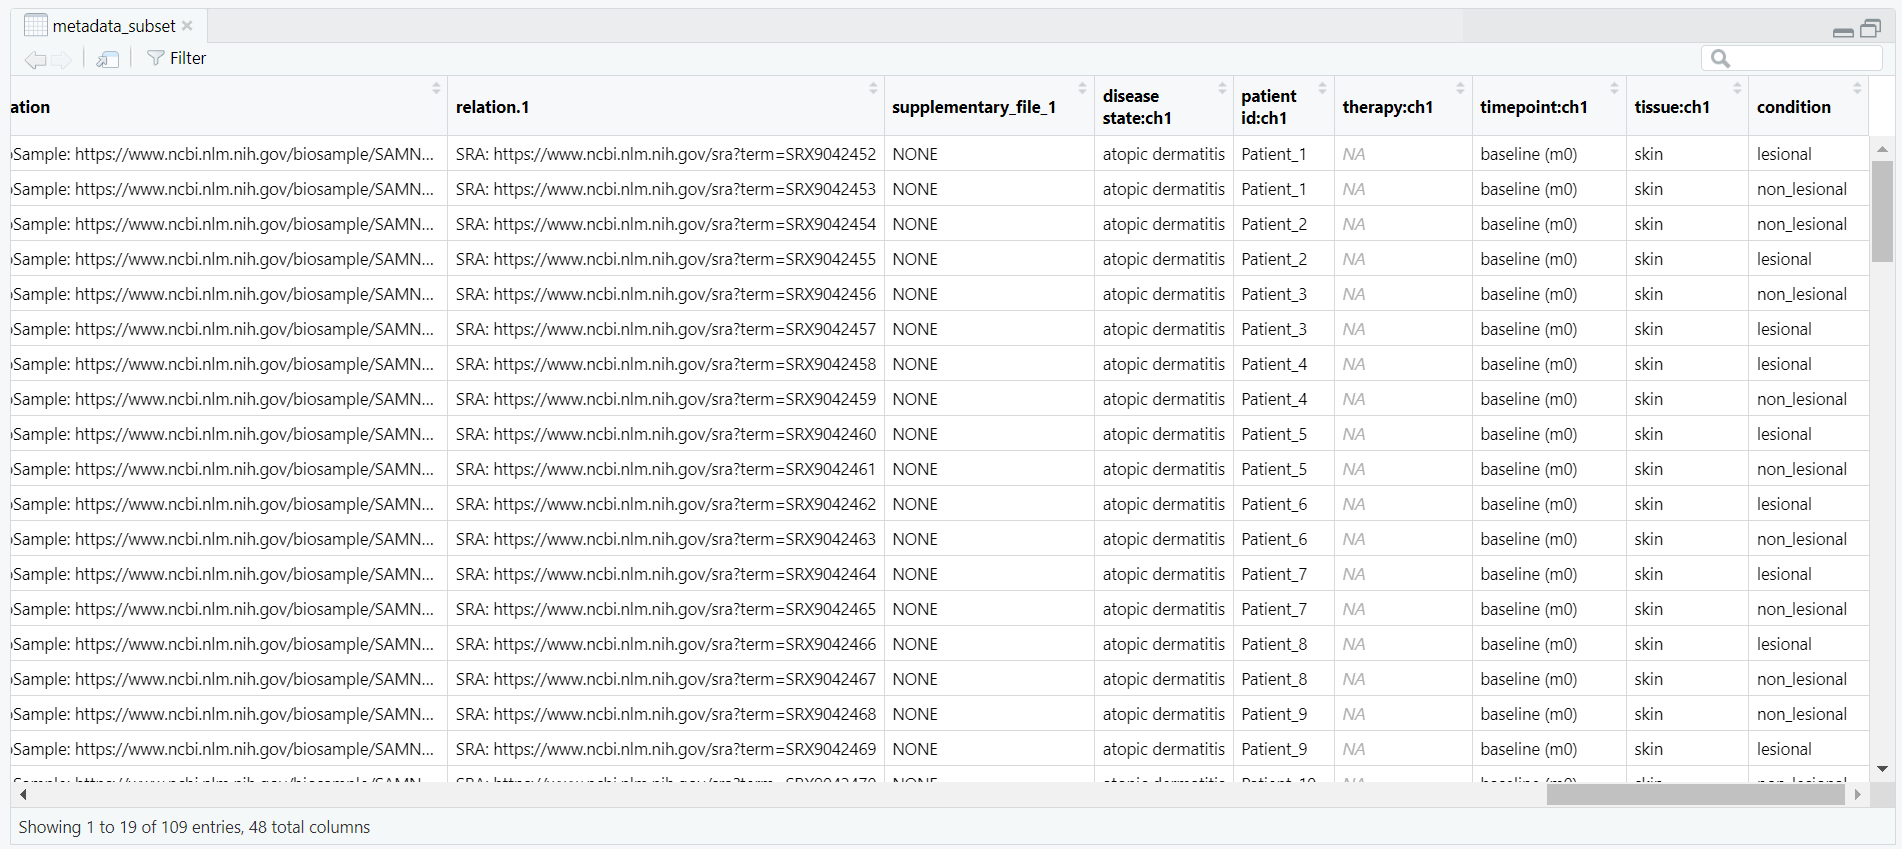 metadata_subset
Filter
ation relation.1 supplementary_file_1 disease state:ch1 patient id:ch1 therapy:ch1 timepoint:ch1 tissue:ch1 condition
Sample: https://www.ncbi.nlm.nih.gov/biosample/SAMN... SRA: https://www.ncbi.nlm.nih.gov/sra?term=SRX9042452 NONE atopic dermatitis Patient_1 NA baseline (m0) skin lesional
Sample: https://www.ncbi.nlm.nih.gov/biosample/SAMN... SRA: https://www.ncbi.nlm.nih.gov/sra?term=SRX9042453 NONE atopic dermatitis Patient_1 NA baseline (m0) skin non_lesional
Sample: https://www.ncbi.nlm.nih.gov/biosample/SAMN... SRA: https://www.ncbi.nlm.nih.gov/sra?term=SRX9042454 NONE atopic dermatitis Patient_2 NA baseline (m0) skin non_lesional
Sample: https://www.ncbi.nlm.nih.gov/biosample/SAMN... SRA: https://www.ncbi.nlm.nih.gov/sra?term=SRX9042455 NONE atopic dermatitis Patient_2 NA baseline (m0) skin lesional
Sample: https://www.ncbi.nlm.nih.gov/biosample/SAMN... SRA: https://www.ncbi.nlm.nih.gov/sra?term=SRX9042456 NONE atopic dermatitis Patient_3 NA baseline (m0) skin non_lesional
Sample: https://www.ncbi.nlm.nih.gov/biosample/SAMN... SRA: https://www.ncbi.nlm.nih.gov/sra?term=SRX9042457 NONE atopic dermatitis Patient_3 NA baseline (m0) skin lesional
Sample: https://www.ncbi.nlm.nih.gov/biosample/SAMN... SRA: https://www.ncbi.nlm.nih.gov/sra?term=SRX9042458 NONE atopic dermatitis Patient_4 NA baseline (m0) skin lesional
Sample: https://www.ncbi.nlm.nih.gov/biosample/SAMN... SRA: https://www.ncbi.nlm.nih.gov/sra?term=SRX9042459 NONE atopic dermatitis Patient_4 NA baseline (m0) skin non_lesional
Sample: https://www.ncbi.nlm.nih.gov/biosample/SAMN... SRA: https://www.ncbi.nlm.nih.gov/sra?term=SRX9042460 NONE atopic dermatitis Patient_5 NA baseline (m0) skin lesional
Sample: https://www.ncbi.nlm.nih.gov/biosample/SAMN... SRA: https://www.ncbi.nlm.nih.gov/sra?term=SRX9042461 NONE atopic dermatitis Patient_5 NA baseline (m0) skin non_lesional
Sample: https://www.ncbi.nlm.nih.gov/biosample/SAMN... SRA: https://www.ncbi.nlm.nih.gov/sra?term=SRX9042462 NONE atopic dermatitis Patient_6 NA baseline (m0) skin lesional
Sample: https://www.ncbi.nlm.nih.gov/biosample/SAMN... SRA: https://www.ncbi.nlm.nih.gov/sra?term=SRX9042463 NONE atopic dermatitis Patient_6 NA baseline (m0) skin non_lesional
Sample: https://www.ncbi.nlm.nih.gov/biosample/SAMN... SRA: https://www.ncbi.nlm.nih.gov/sra?term=SRX9042464 NONE atopic dermatitis Patient_7 NA baseline (m0) skin lesional
Sample: https://www.ncbi.nlm.nih.gov/biosample/SAMN... SRA: https://www.ncbi.nlm.nih.gov/sra?term=SRX9042465 NONE atopic dermatitis Patient_7 NA baseline (m0) skin non_lesional
Sample: https://www.ncbi.nlm.nih.gov/biosample/SAMN... SRA: https://www.ncbi.nlm.nih.gov/sra?term=SRX9042466 NONE atopic dermatitis Patient_8 NA baseline (m0) skin lesional
Sample: https://www.ncbi.nlm.nih.gov/biosample/SAMN... SRA: https://www.ncbi.nlm.nih.gov/sra?term=SRX9042467 NONE atopic dermatitis Patient_8 NA baseline (m0) skin non_lesional
Sample: https://www.ncbi.nlm.nih.gov/biosample/SAMN... SRA: https://www.ncbi.nlm.nih.gov/sra?term=SRX9042468 NONE atopic dermatitis Patient_9 NA baseline (m0) skin non_lesional
Sample: https://www.ncbi.nlm.nih.gov/biosample/SAMN... SRA: https://www.ncbi.nlm.nih.gov/sra?term=SRX9042469 NONE atopic dermatitis Patient_9 NA baseline (m0) skin lesional
Showing 1 to 19 of 109 entries, 48 total columns